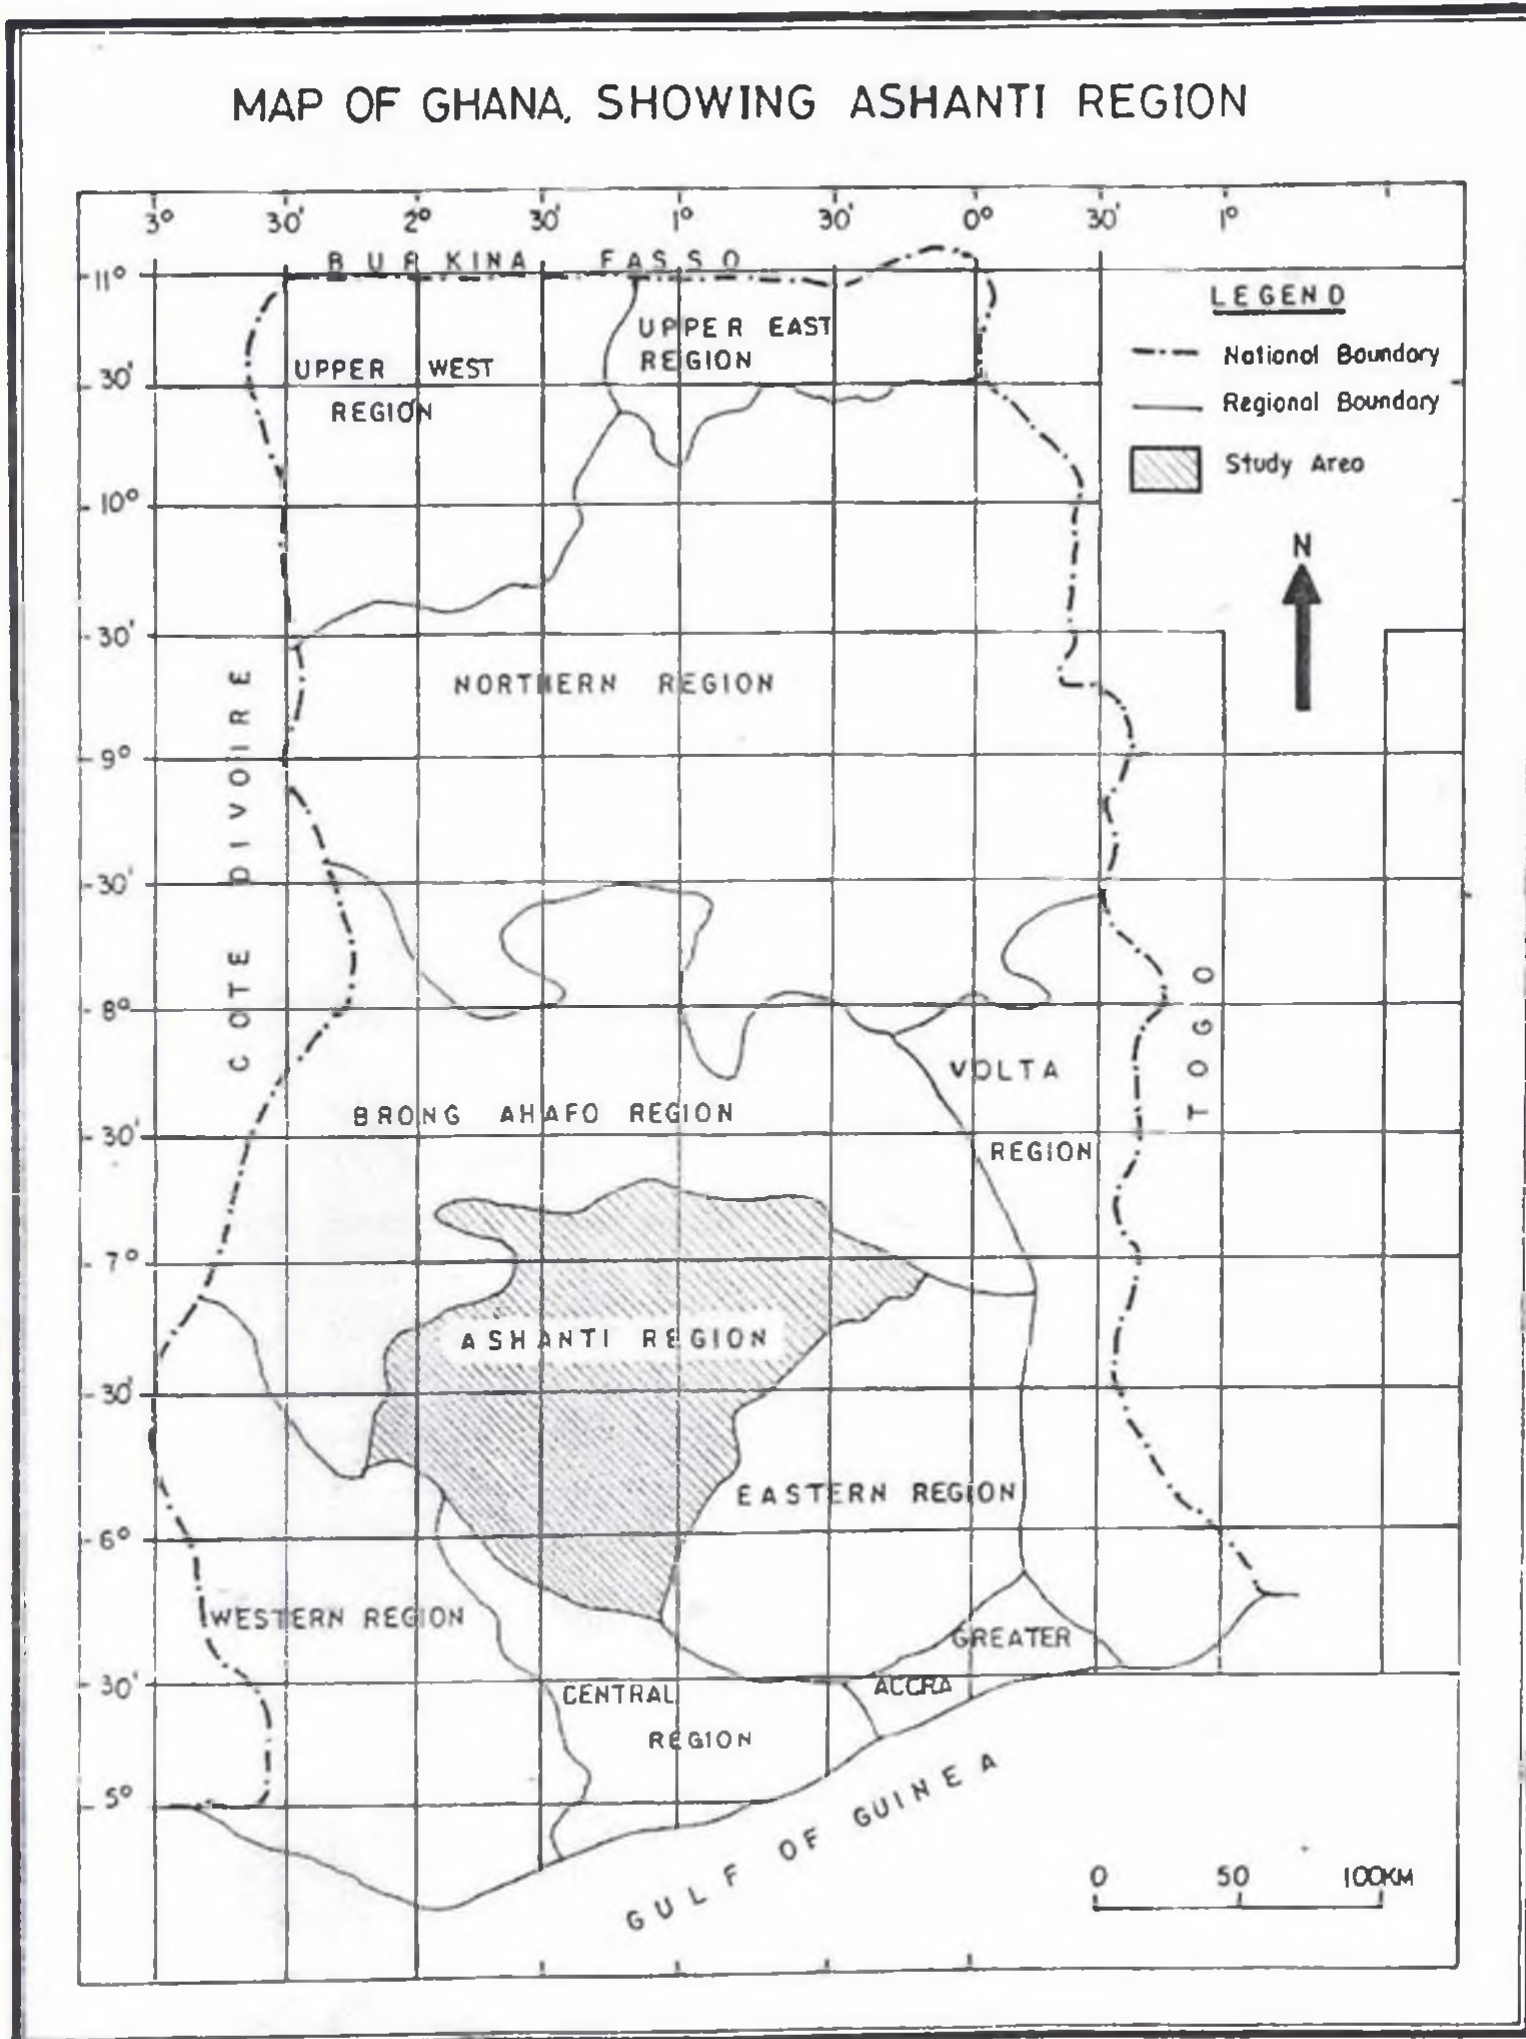 MAP OF GHANA, SHOWING ASHANTI REGION
3° 30' 2° 30' 1° 30' 0° 30' 1°
BURKINA FASSO
11°
LEGEND
UPPER EAST
REGION
National Boundary
UPPER WEST
REGION
30'
Regional Boundary
Study Area
10°
N
30'
NORTHERN REGION
COTE DIVOIRE
9°
30'
8°
TOGO
VOLTA
REGION
BRONG AHAFO REGION
30'
7°
ASHANTI REGION
30'
EASTERN REGION
6°
WESTERN REGION
GREATER
ACCRA
30'
CENTRAL
REGION
5°
GULF OF GUINEA
0 50 100KM